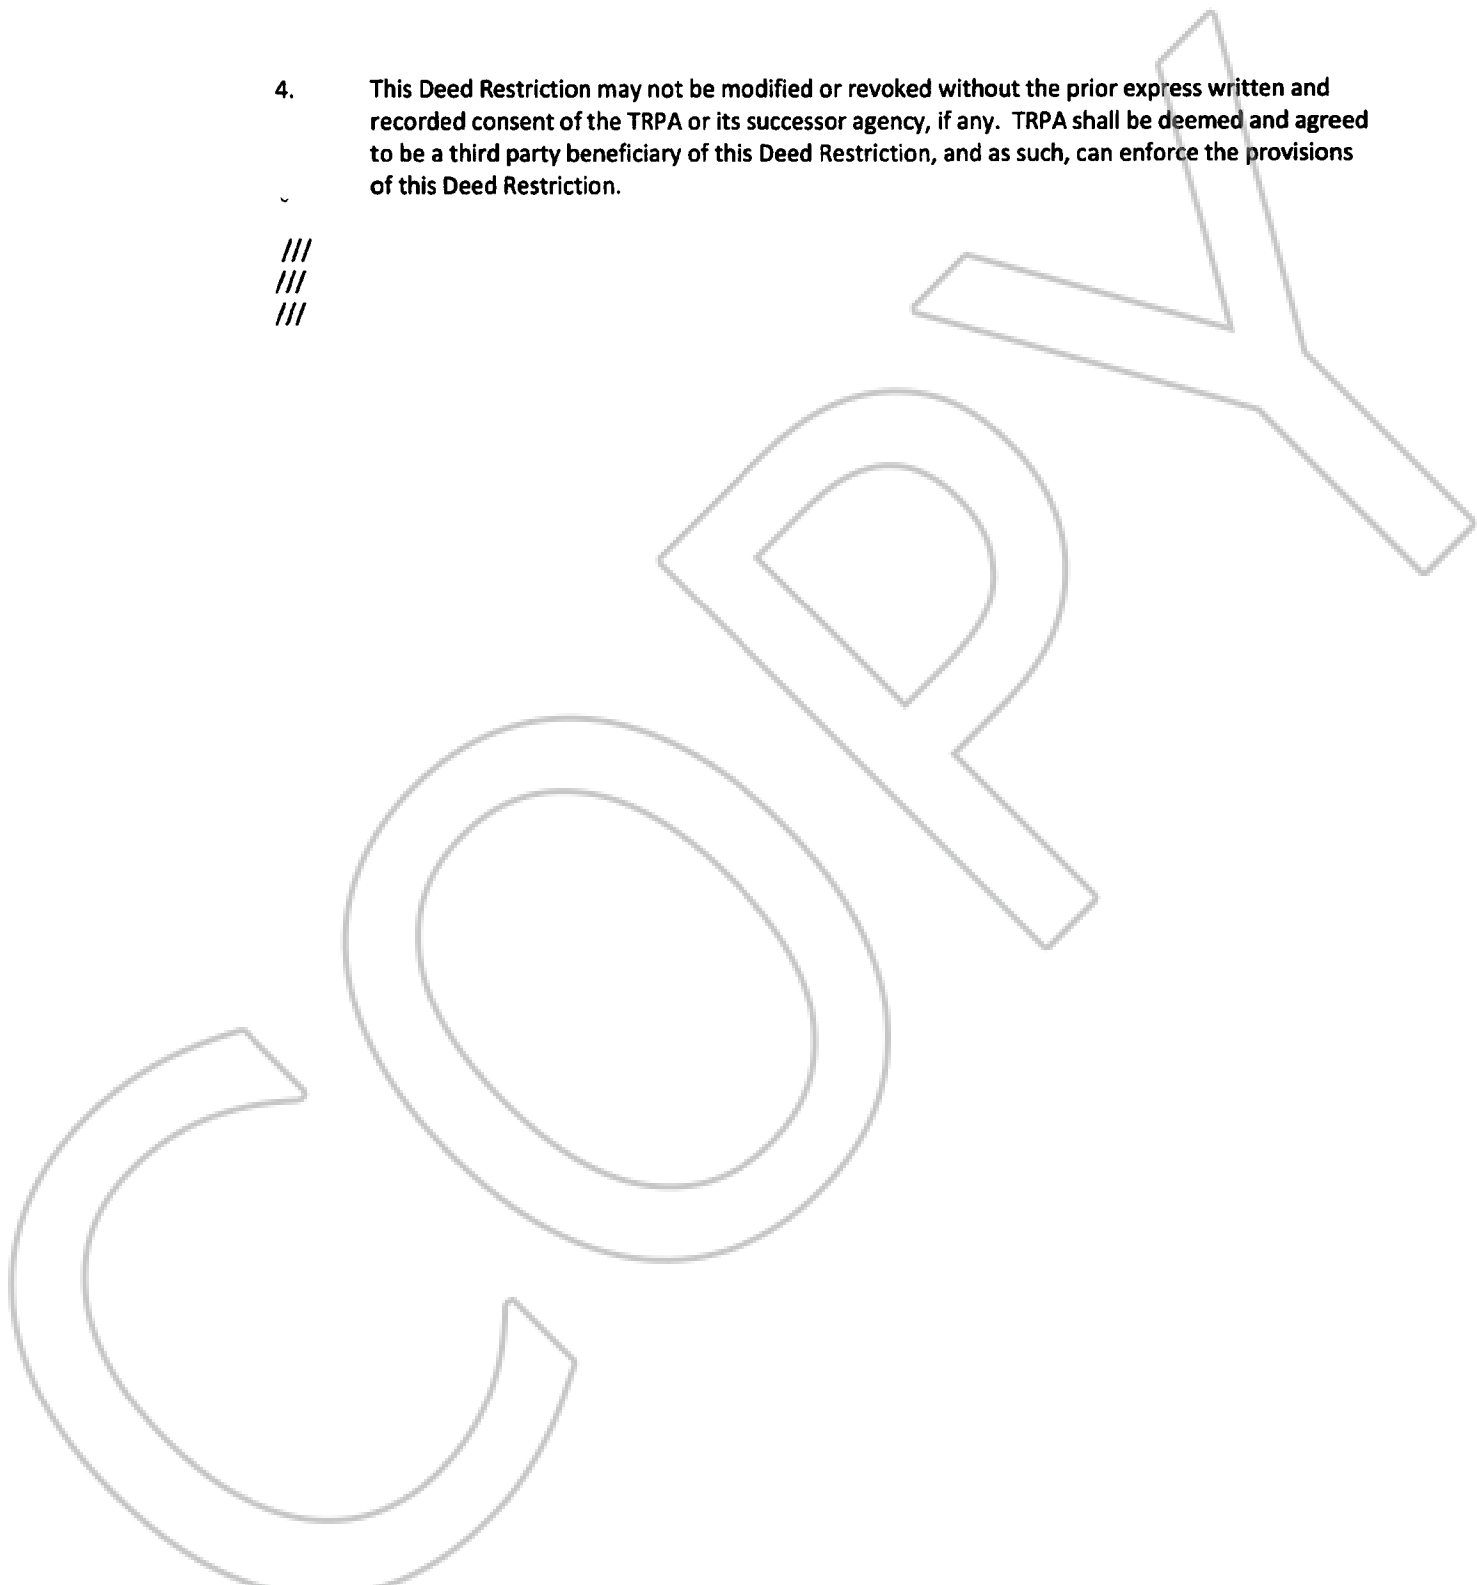 4. This Deed Restriction may not be modified or revoked without the prior express written and
recorded consent of the TRPA or its successor agency, if any. TRPA shall be deemed and agreed
to be a third party beneficiary of this Deed Restriction, and as such, can enforce the provisions
of this Deed Restriction.
///
///
///
COPY